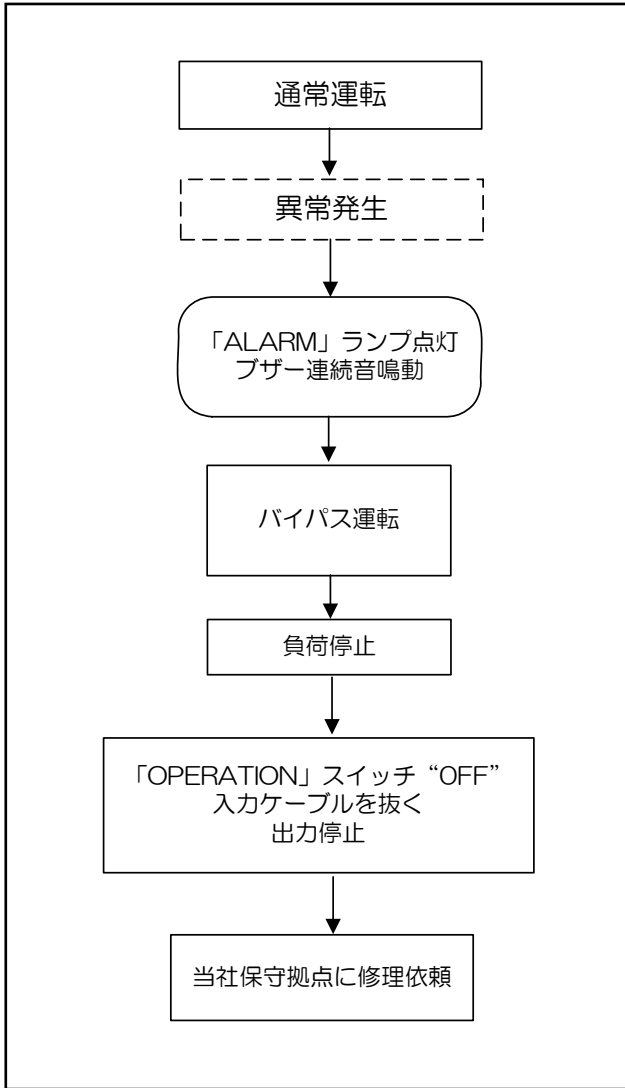 通常運転
異常発生
「ALARM」ランプ点灯
ブザー連続音鳴動
バイパス運転
負荷停止
「OPERATION」スイッチ“OFF”
入力ケーブルを抜く
出力停止
当社保守拠点に修理依頼